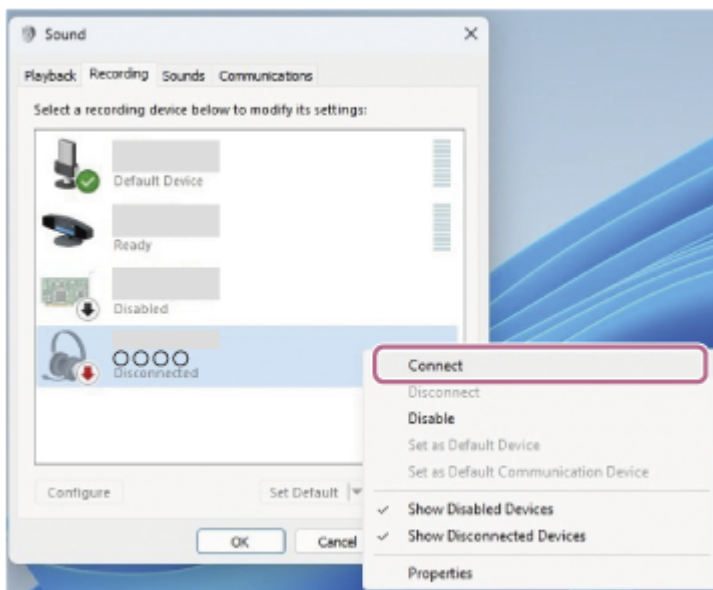 Sound
Playback Recording Sounds Communications
Select a recording device below to modify its settings:
Default Device
Ready
Disabled
○○○○
Disconnected
Configure
Set Default
OK
Cancel
Connect
Disconnect
Disable
Set as Default Device
Set as Default Communication Device
Show Disabled Devices
Show Disconnected Devices
Properties